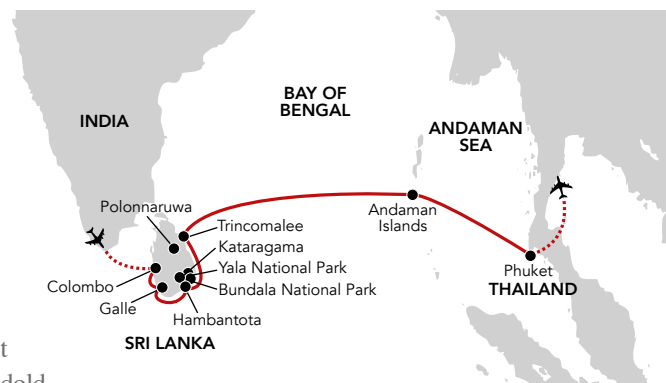 BAY OF
BENGAL
INDIA
ANDAMAN
SEA
Polonnaruwa
Trincomalee
Andaman
Islands
Kataragama
Yala National Park
Phuket
Colombo
Bundala National Park
THAILAND
Galle
Hambantota
SRI LANKA